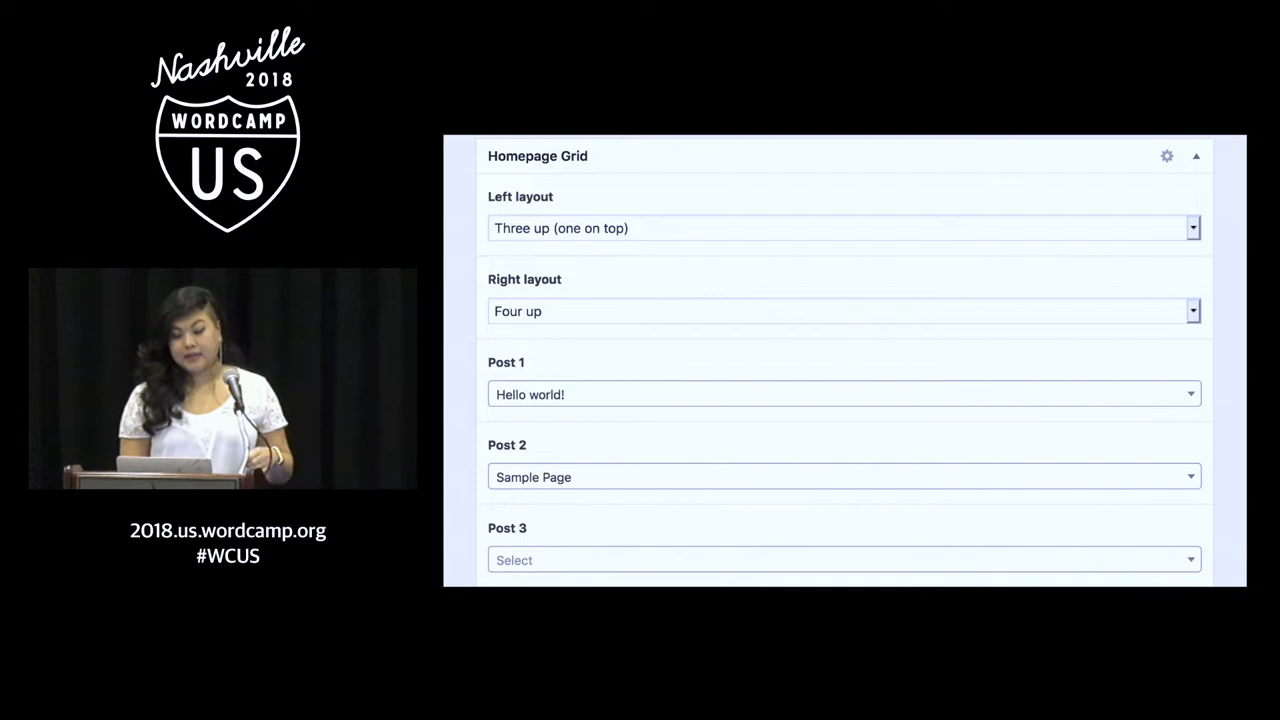 Nashville
2018
WORDCAMP
US
2018.us.wordcamp.org
#WCUS
Homepage Grid
Left layout
Three up (one on top)
Right layout
Four up
Post 1
Hello world!
Post 2
Sample Page
Post 3
Select